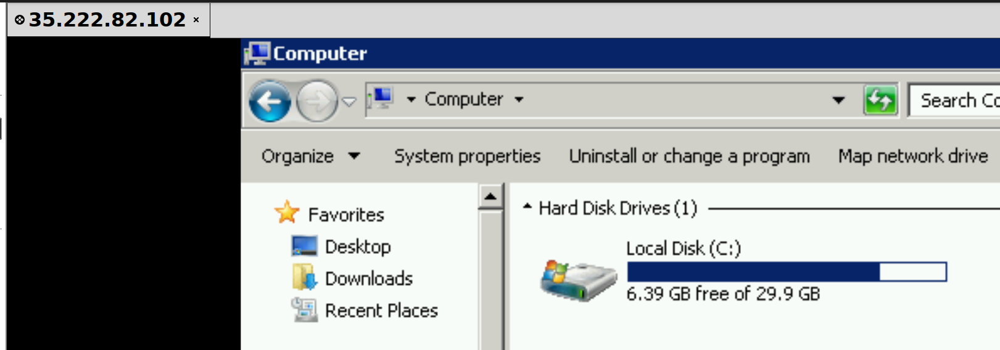 35.222.82.102
Computer
Computer
Search Co
Organize System properties Uninstall or change a program Map network drive
Favorites
Desktop
Downloads
Recent Places
Hard Disk Drives (1)
Local Disk (C:)
6.39 GB free of 29.9 GB